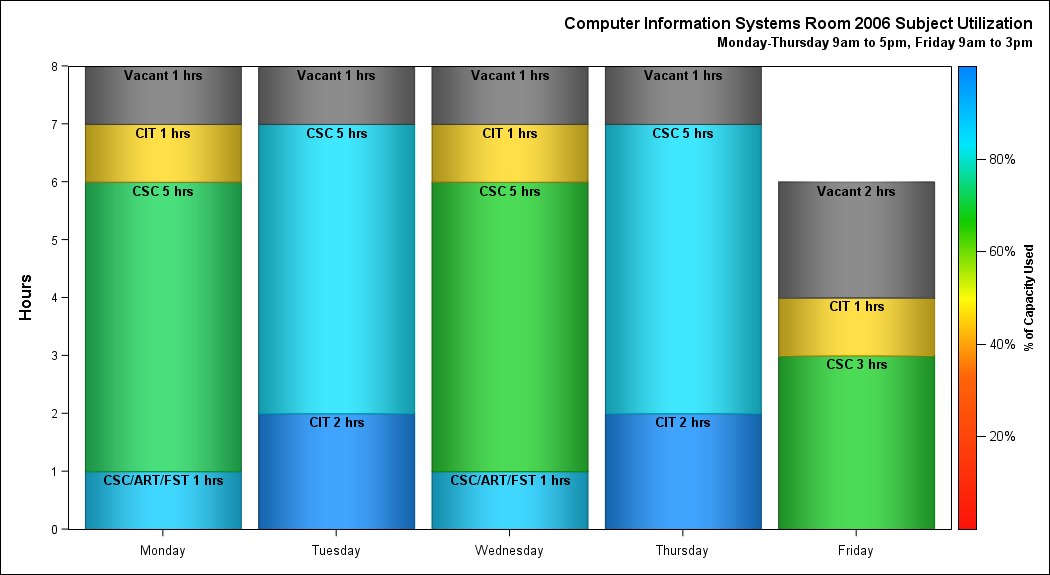 Computer Information Systems Room 2006 Subject Utilization
Monday-Thursday 9am to 5pm, Friday 9am to 3pm
8
7
6
5
4
3
2
1
0
Hours
Vacant 1 hrs
CIT 1 hrs
CSC 5 hrs
CSC/ART/FST 1 hrs
Monday
Vacant 1 hrs
CSC 5 hrs
CIT 2 hrs
Tuesday
Vacant 1 hrs
CIT 1 hrs
CSC 5 hrs
CSC/ART/FST 1 hrs
Wednesday
Vacant 1 hrs
CSC 5 hrs
CIT 2 hrs
Thursday
Vacant 2 hrs
CIT 1 hrs
CSC 3 hrs
Friday
80%
60%
40%
20%
% of Capacity Used